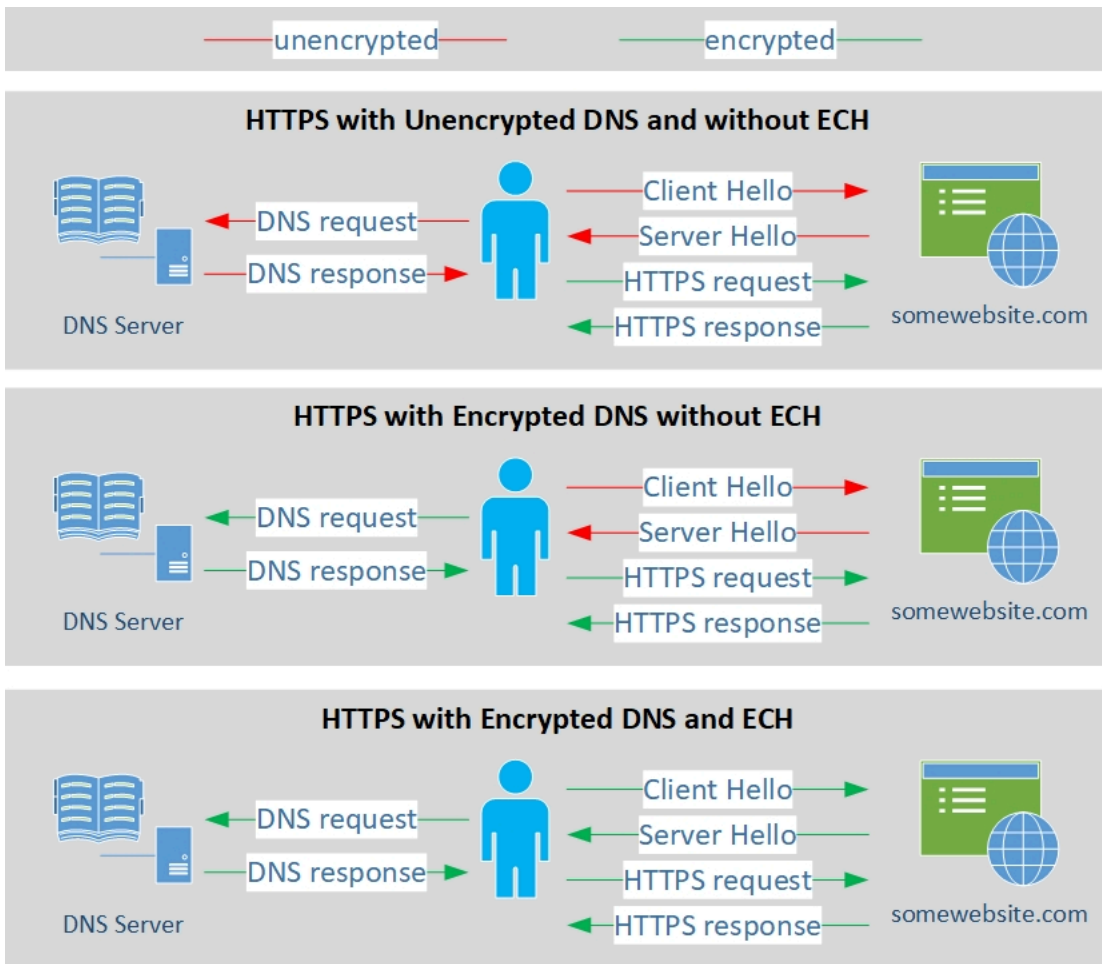 unencrypted
encrypted
HTTPS with Unencrypted DNS and without ECH
DNS request
DNS response
DNS Server
Client Hello
Server Hello
HTTPS request
HTTPS response
somewebsite.com
HTTPS with Encrypted DNS without ECH
DNS request
DNS response
DNS Server
Client Hello
Server Hello
HTTPS request
HTTPS response
somewebsite.com
HTTPS with Encrypted DNS and ECH
DNS request
DNS response
DNS Server
Client Hello
Server Hello
HTTPS request
HTTPS response
somewebsite.com